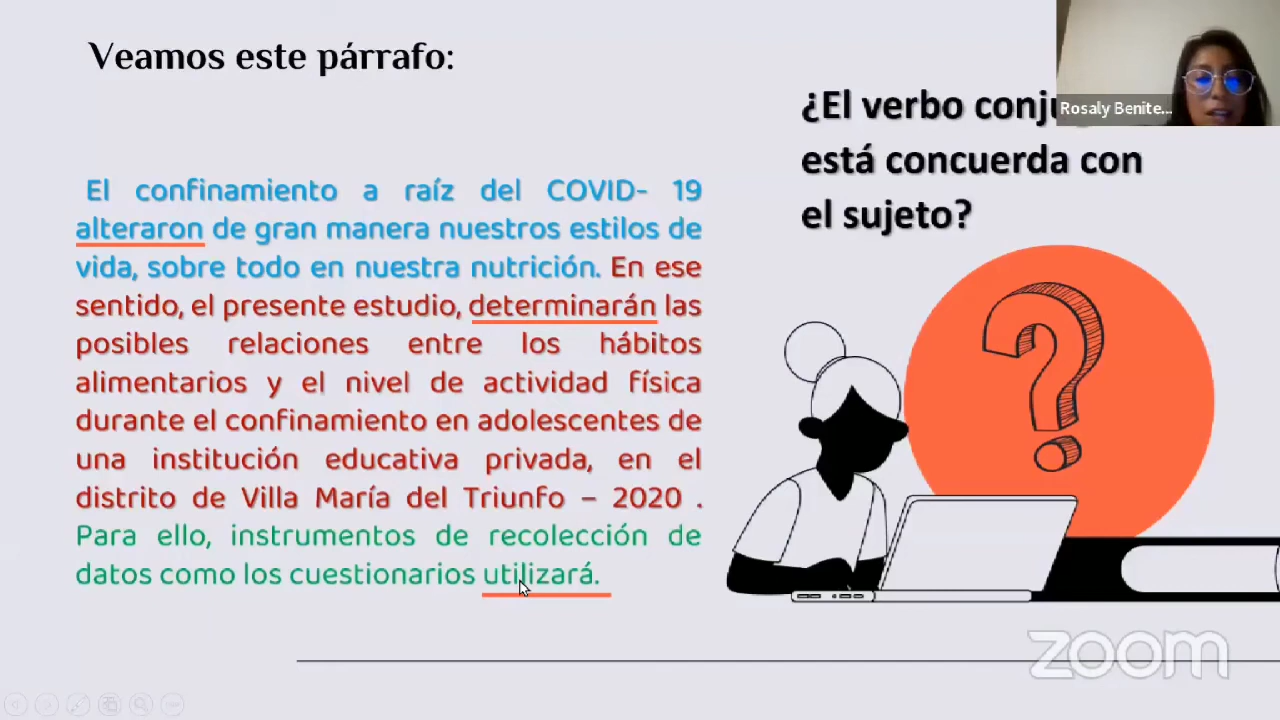 Veamos este párrafo:
¿El verbo
está concuerda con
el sujeto?
Rosaly Benite...
El confinamiento a raíz del COVID- 19
alteraron de gran manera nuestros estilos de
vida, sobre todo en nuestra nutrición. En ese
sentido, el presente estudio, determinarán las
posibles relaciones entre los hábitos
alimentarios y el nivel de actividad física
durante el confinamiento en adolescentes de
una institución educativa privada, en el
distrito de Villa María del Triunfo – 2020 .
Para ello, instrumentos de recolección de
datos como los cuestionarios utilizará.
zoom